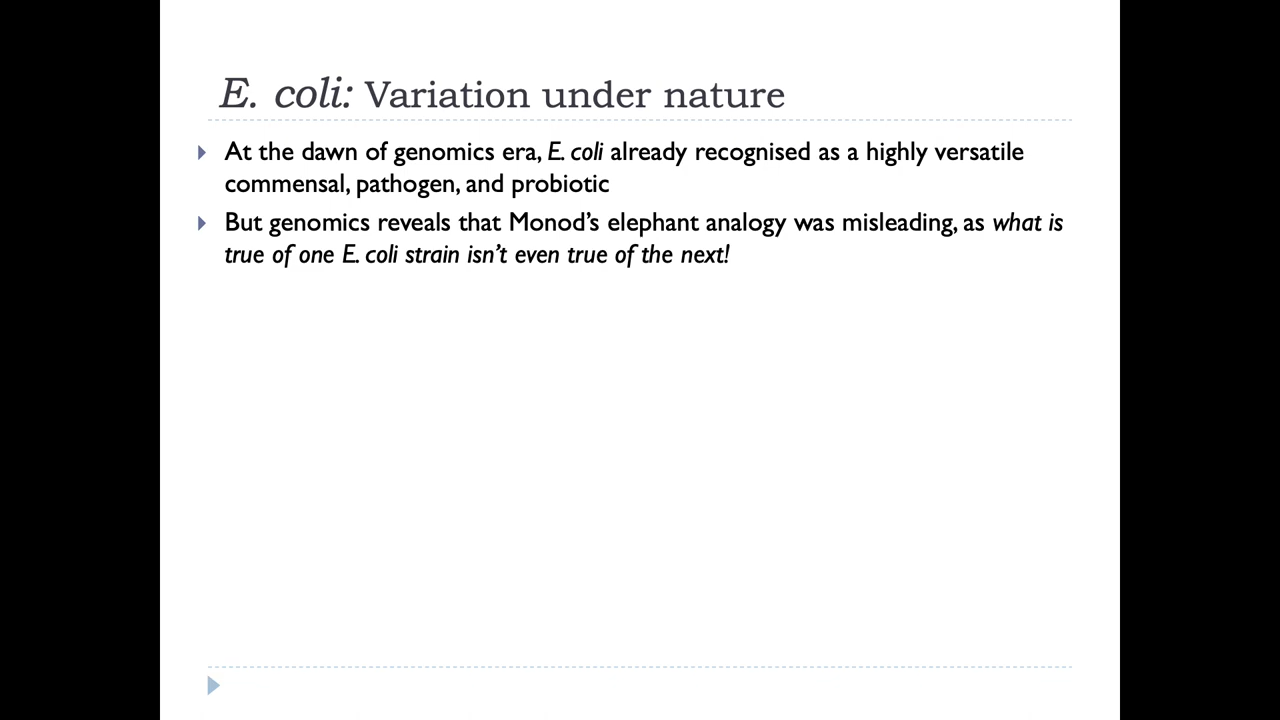 E. coli: Variation under nature
At the dawn of genomics era, E. coli already recognised as a highly versatile
commensal, pathogen, and probiotic
But genomics reveals that Monod’s elephant analogy was misleading, as what is
true of one E. coli strain isn’t even true of the next!